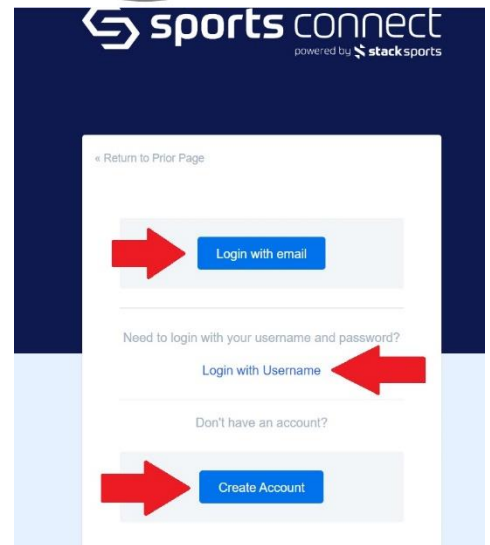 sports connect
powered by stack sports
« Return to Prior Page
Login with email
Need to login with your username and password?
Login with Username
Don't have an account?
Create Account